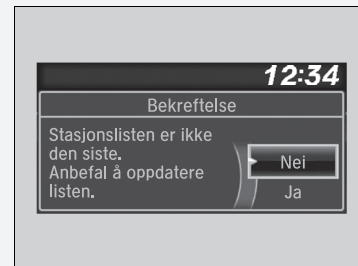 12:34
Bekreftelse
Stasjonslisten er ikke
den siste.
Anbefal å oppdatere
listen.
Nei
Ja